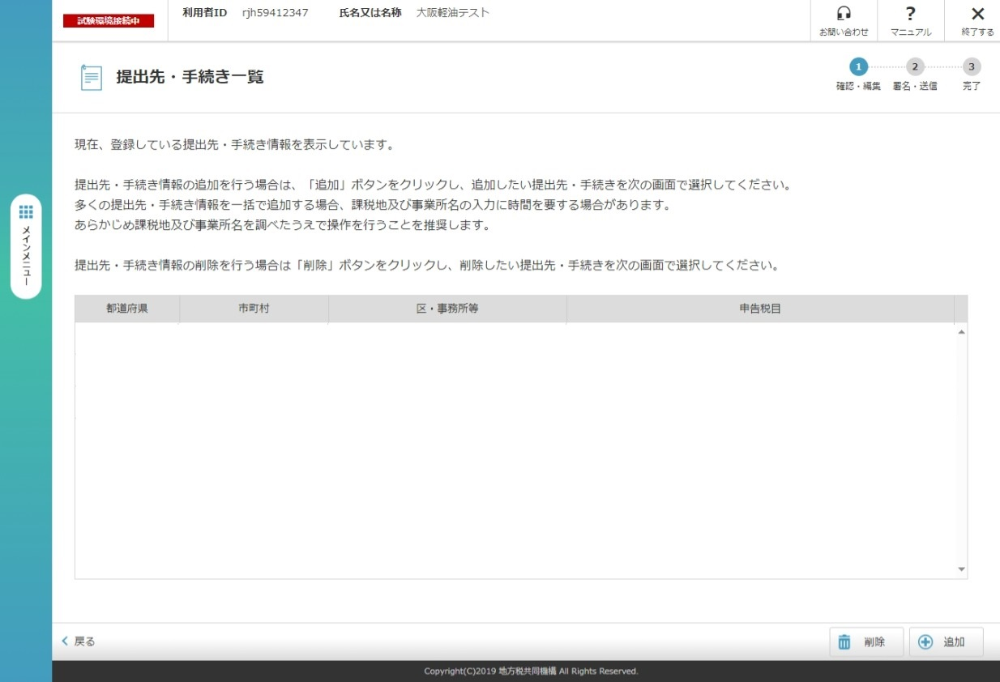 試験環境接続中
利用者ID rjh59412347 氏名又は名称 大阪軽油テスト
お問い合わせ
? マニュアル
終了する
提出先・手続き一覧
1 2 3
確認・編集 署名・送信 完了
現在、登録している提出先・手続き情報を表示しています。
提出先・手続き情報の追加を行う場合は、「追加」ボタンをクリックし、追加したい提出先・手続きを次の画面で選択してください。
多くの提出先・手続き情報を一括で追加する場合、課税地及び事業所名の入力に時間を要する場合があります。
あらかじめ課税地及び事業所名を調べたうえで操作を行うことを推奨します。
提出先・手続き情報の削除を行う場合は「削除」ボタンをクリックし、削除したい提出先・手続きを次の画面で選択してください。
メインメニュー
都道府県 市町村 区・事務所等 申告税目
戻る
削除 追加
Copyright(C)2019 地方税共同機構 All Rights Reserved.